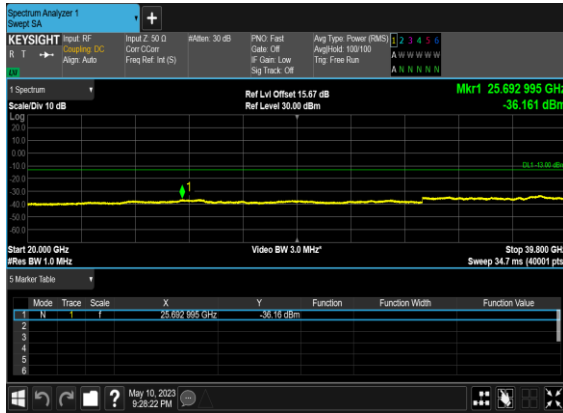 Spectrum Analyzer 1
Swept SA
+
KEYSIGHT Input: RF Input Z: 50 Ω #Atten: 30 dB PNO: Fast Avg Type: Power (RMS) 1 2 3 4 5 6
R T Coupling: DC Corr CCorr Gate: Off Avg|Hold: 100/100 A W W W W W
Align: Auto Freq Ref: Int (S) IF Gain: Low Trig: Free Run
LXI Sig Track: Off A N N N N N
1 Spectrum Ref Lvl Offset 15.67 dB Mkr1 25.692 995 GHz
Scale/Div 10 dB Ref Level 30.00 dBm -36.161 dBm
Log
20.0
10.0
0.00
-10.0
DL1 -13.00 dBm
-20.0
-30.0
1
-40.0
-50.0
-60.0
Start 20.000 GHz Video BW 3.0 MHz* Stop 39.800 GHz
#Res BW 1.0 MHz Sweep 34.7 ms (40001 pts)
5 Marker Table
Mode Trace Scale X Y Function Function Width Function Value
1 N 1 f 25.692 995 GHz -36.16 dBm
2
3
4
5
6
? May 10, 2023
9:28:22 PM